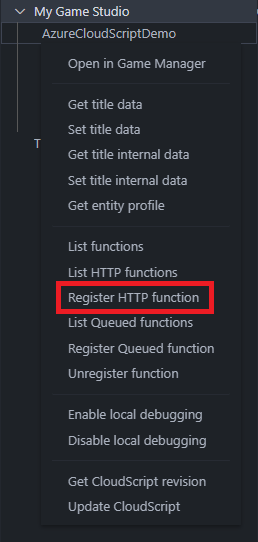 My Game Studio
AzureCloudScriptDemo
Open in Game Manager
Get title data
Set title data
T
Get title internal data
Set title internal data
Get entity profile
List functions
List HTTP functions
Register HTTP function
List Queued functions
Register Queued function
Unregister function
Enable local debugging
Disable local debugging
Get CloudScript revision
Update CloudScript